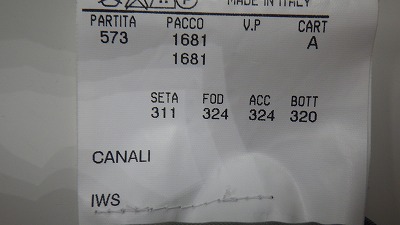 MADE IN ITALY
PARTITA PACCO V.P CART
573 1681 A
1681
SETA FOD ACC BOTT
311 324 324 320
CANALI
IWS